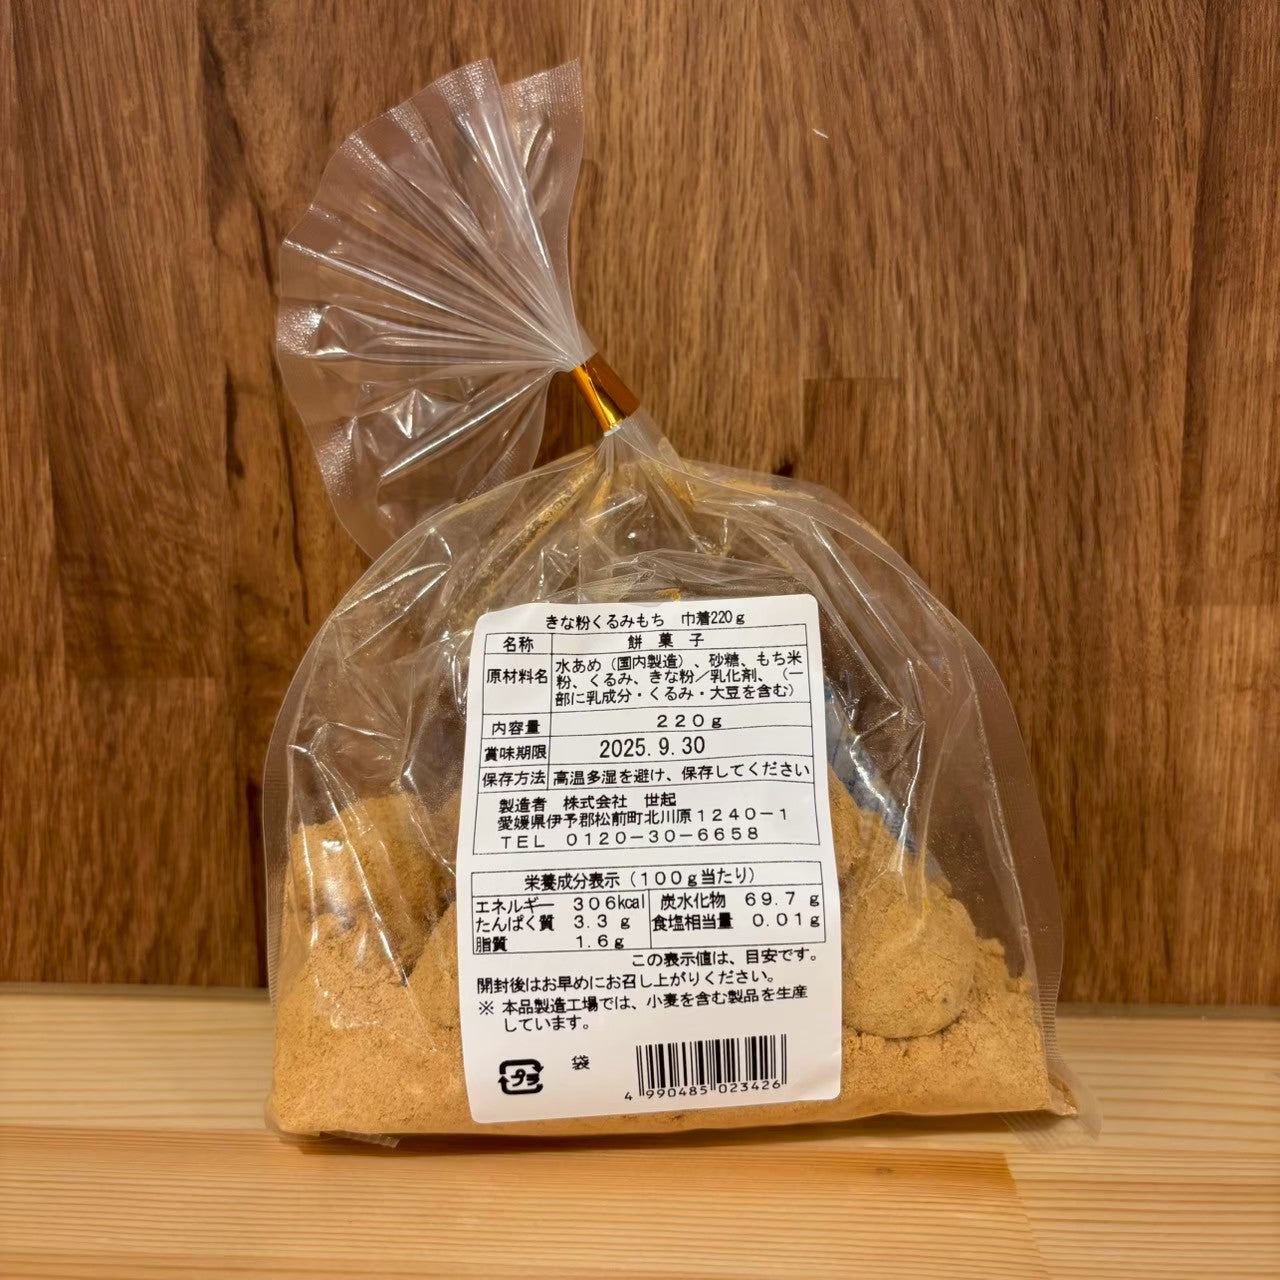 きな粉くるみもち 巾着220g
名称 餅菓子
原材料名 水あめ（国内製造）、砂糖、もち米
粉、くるみ、きな粉／乳化剤、（一
部に乳成分・くるみ・大豆を含む）
内容量 220g
賞味期限 2025.9.30
保存方法 高温多湿を避け、保存してください
製造者 株式会社 世起
愛媛県伊予郡松前町北川原1240-1
TEL 0120-30-6658
栄養成分表示（100g当たり）
エネルギー 306kcal 炭水化物 69.7g
たんぱく質 3.3g 食塩相当量 0.01g
脂質 1.6g
この表示値は、目安です。
開封後はお早めにお召し上がりください。
※ 本品製造工場では、小麦を含む製品を生産
しています。
プラ 袋
4 990485 023426